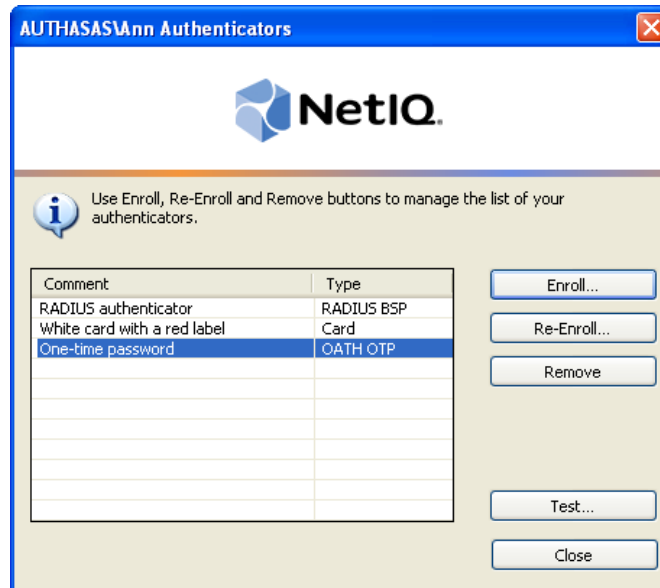 AUTHASAS\Ann Authenticators
NetIQ.
Use Enroll, Re-Enroll and Remove buttons to manage the list of your
authenticators.
Comment Type
RADIUS authenticator RADIUS BSP
White card with a red label Card
One-time password OATH OTP
Enroll...
Re-Enroll...
Remove
Test...
Close